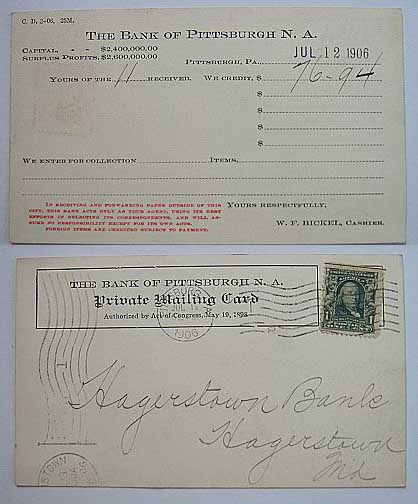 C. D. 3-06. 25M.
THE BANK OF PITTSBURGH N. A.
CAPITAL, - - $2,400,000.00
SURPLUS PROFITS, $2,600,000.00
PITTSBURGH, PA. JUL 12 1906
YOURS OF THE 11 RECEIVED. WE CREDIT, $ 76-94
$
$
$
$
WE ENTER FOR COLLECTION ITEMS, $
IN RECEIVING AND FORWARDING PAPER OUTSIDE OF THIS
CITY, THIS BANK ACTS ONLY AS YOUR AGENT, USING ITS BEST
EFFORTS IN SELECTING ITS CORRESPONDENTS, AND WILL AS-
SUME NO RESPONSIBILITY EXCEPT FOR ITS OWN ACTS.
FOREIGN ITEMS ARE CREDITED SUBJECT TO PAYMENT.
YOURS RESPECTFULLY,
W. F. BICKEL, CASHIER.
THE BANK OF PITTSBURGH N. A.
Private Mailing Card
Authorized by Act of Congress, May 19, 1898
JUL
1906
1
Hagerstown Bank
Hagerstown
Md
STOWN